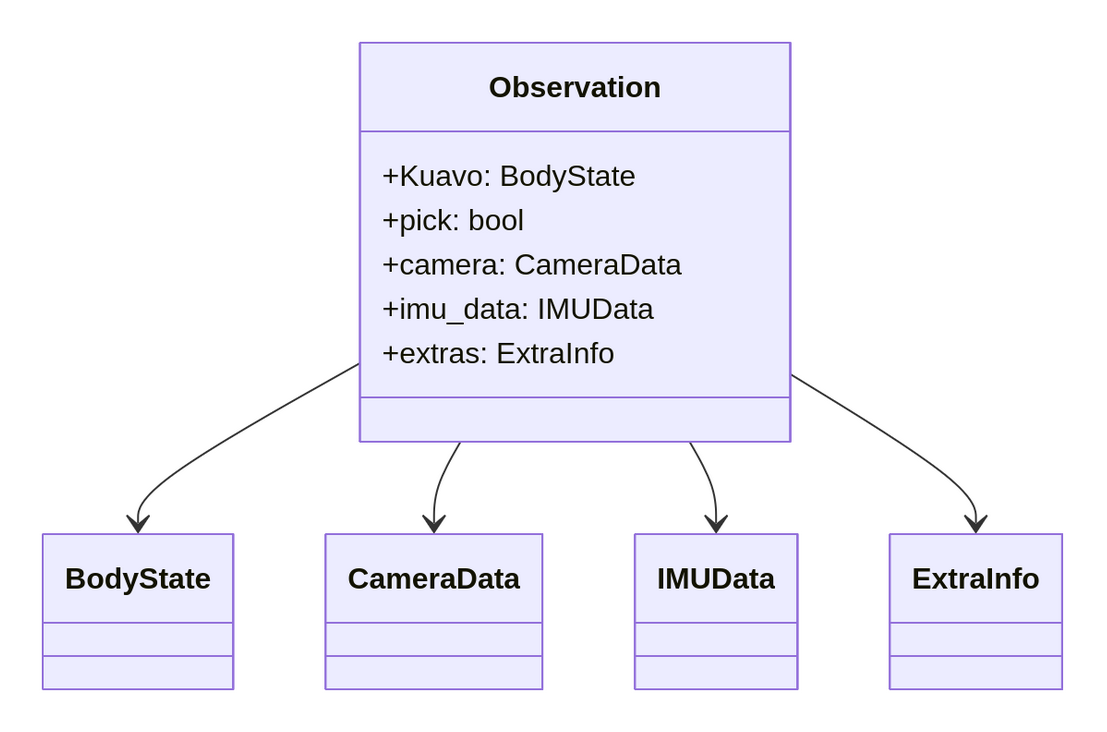 Observation
+Kuavo: BodyState
+pick: bool
+camera: CameraData
+imu_data: IMUData
+extras: ExtraInfo
BodyState
CameraData
IMUData
ExtraInfo